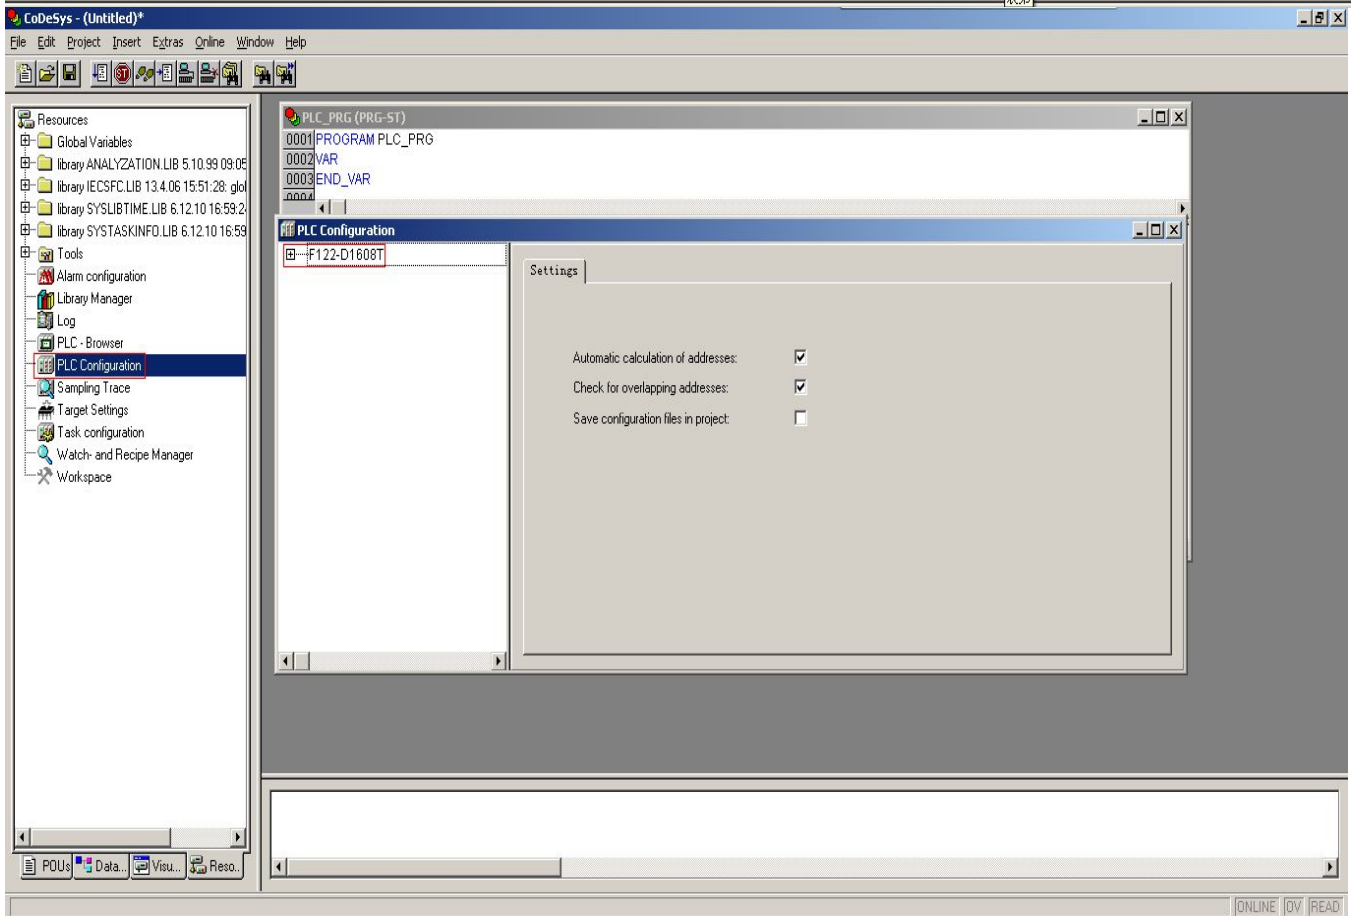 CoDeSys - (Untitled)*
File Edit Project Insert Extras Online Window Help
Resources
Global Variables
library ANALYZATION.LIB 5.10.99 09:05
library IECSFC.LIB 13.4.06 15:51:28: glol
library SYSLIBTIME.LIB 6.12.10 16:59:2
library SYSTASKINFO.LIB 6.12.10 16:59
Tools
Alarm configuration
Library Manager
Log
PLC - Browser
PLC Configuration
Sampling Trace
Target Settings
Task configuration
Watch- and Recipe Manager
Workspace
POUs Data... Visu... Reso...
PLC_PRG (PRG-ST)
0001 PROGRAM PLC_PRG
0002 VAR
0003 END_VAR
0004
PLC Configuration
F122-D1608T
Settings
Automatic calculation of addresses:
Check for overlapping addresses:
Save configuration files in project:
ONLINE OV READ